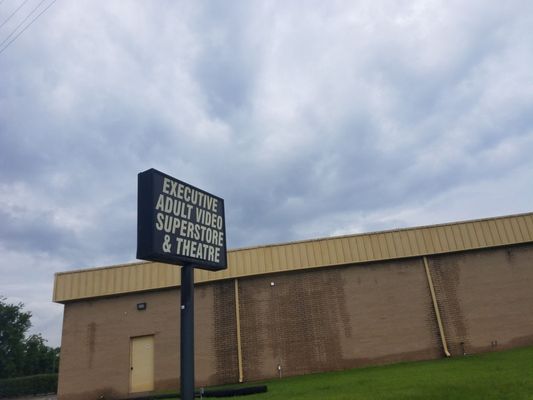 EXECUTIVE
ADULT VIDEO
SUPERSTORE
& THEATRE